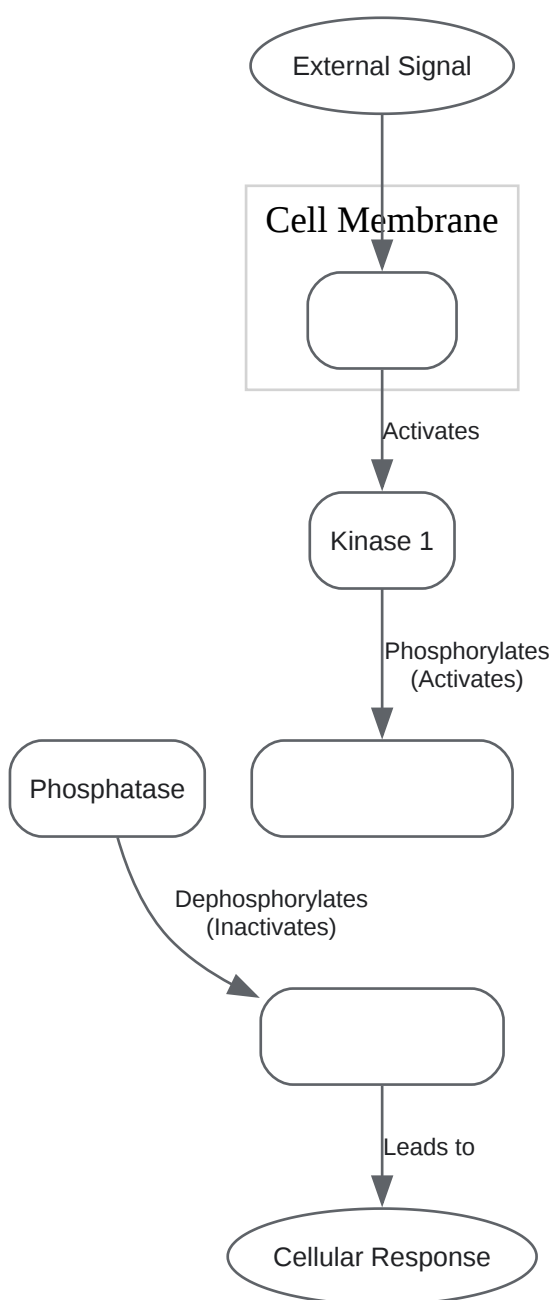 External Signal
Cell Membrane
Activates
Kinase 1
Phosphorylates
(Activates)
Phosphatase
Dephosphorylates
(Inactivates)
Leads to
Cellular Response